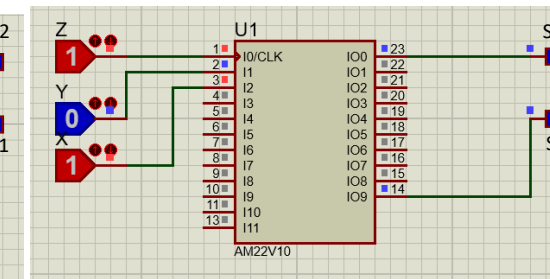 2
1
Z
1
Y
0
X
1
U1
1 I0/CLK IO0 23
2 I1 IO1 22
3 I2 IO2 21
4 I3 IO3 20
5 I4 IO4 19
6 I5 IO5 18
7 I6 IO6 17
8 I7 IO7 16
9 I8 IO8 15
10 I9 IO9 14
11 I10
13 I11
AM22V10
S
S